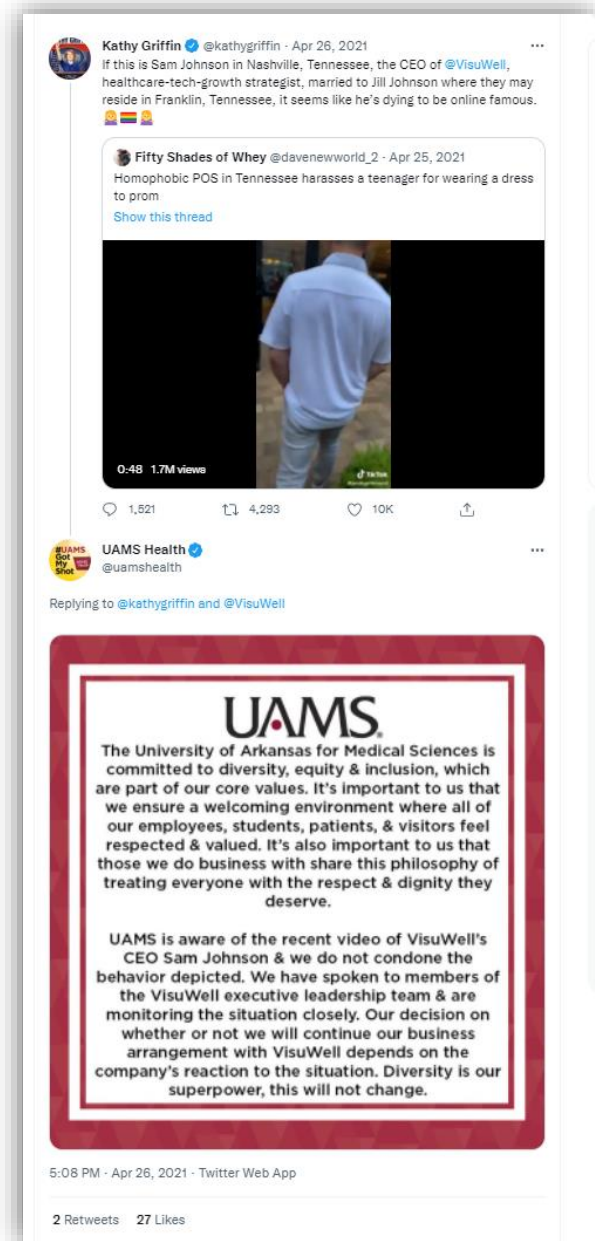 Kathy Griffin @kathygriffin · Apr 26, 2021
If this is Sam Johnson in Nashville, Tennessee, the CEO of @VisuWell,
healthcare-tech-growth strategist, married to Jill Johnson where they may
reside in Franklin, Tennessee, it seems like he's dying to be online famous.
Fifty Shades of Whey @davenewworld_2 · Apr 25, 2021
Homophobic POS in Tennessee harasses a teenager for wearing a dress
to prom
Show this thread
0:48 1.7M views
TikTok
1,521 4,293 10K
#UAMS
Got
My
Shot
UAMS Health
@uamshealth
Replying to @kathygriffin and @VisuWell
UAMS®
The University of Arkansas for Medical Sciences is
committed to diversity, equity & inclusion, which
are part of our core values. It's important to us that
we ensure a welcoming environment where all of
our employees, students, patients, & visitors feel
respected & valued. It's also important to us that
those we do business with share this philosophy of
treating everyone with the respect & dignity they
deserve.
UAMS is aware of the recent video of VisuWell's
CEO Sam Johnson & we do not condone the
behavior depicted. We have spoken to members of
the VisuWell executive leadership team & are
monitoring the situation closely. Our decision on
whether or not we will continue our business
arrangement with VisuWell depends on the
company's reaction to the situation. Diversity is our
superpower, this will not change.
5:08 PM · Apr 26, 2021 · Twitter Web App
2 Retweets 27 Likes